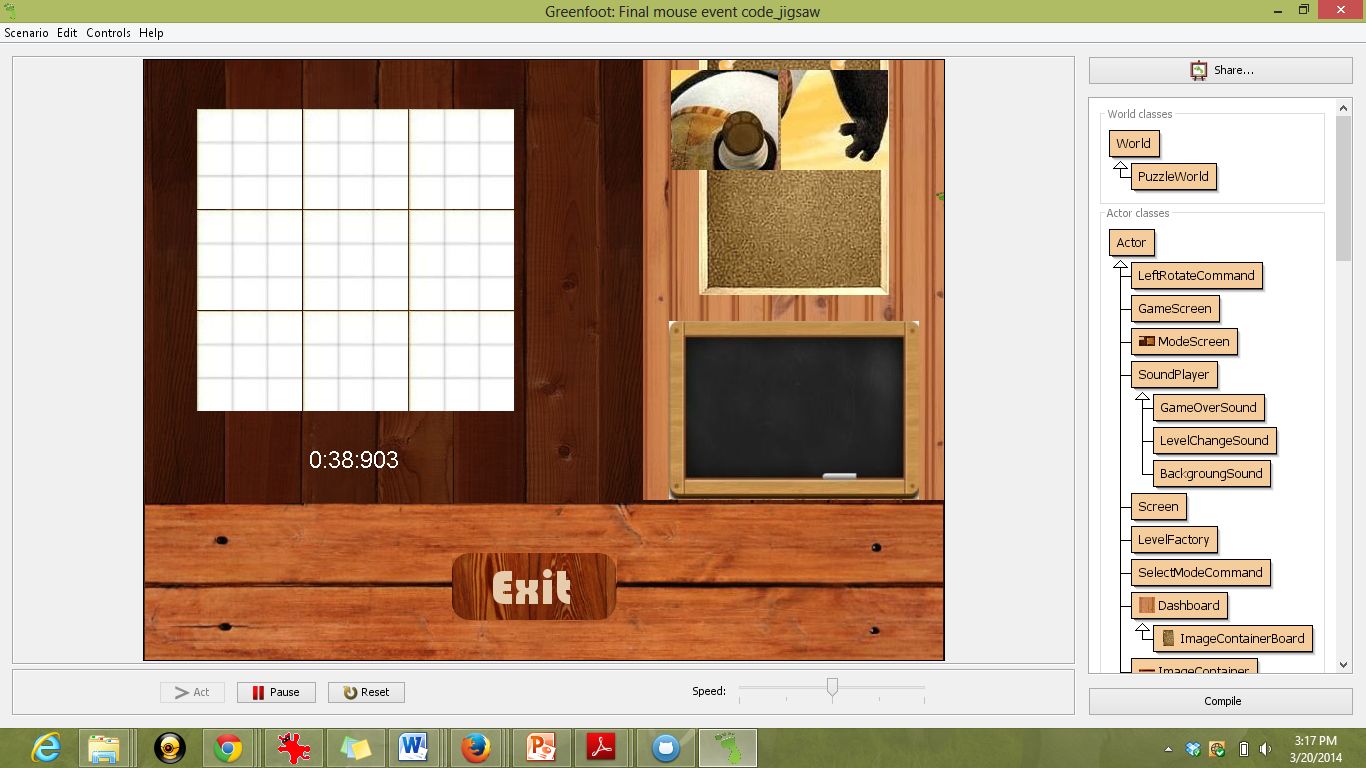 Greenfoot: Final mouse event code_jigsaw
Scenario Edit Controls Help
Share...
World classes
World
PuzzleWorld
Actor classes
Actor
LeftRotateCommand
GameScreen
ModeScreen
SoundPlayer
GameOverSound
LevelChangeSound
BackgroungSound
Screen
LevelFactory
SelectModeCommand
Dashboard
ImageContainerBoard
ImageContainer
0:38:903
Exit
Act
Pause
Reset
Speed:
Compile
3:17 PM
3/20/2014